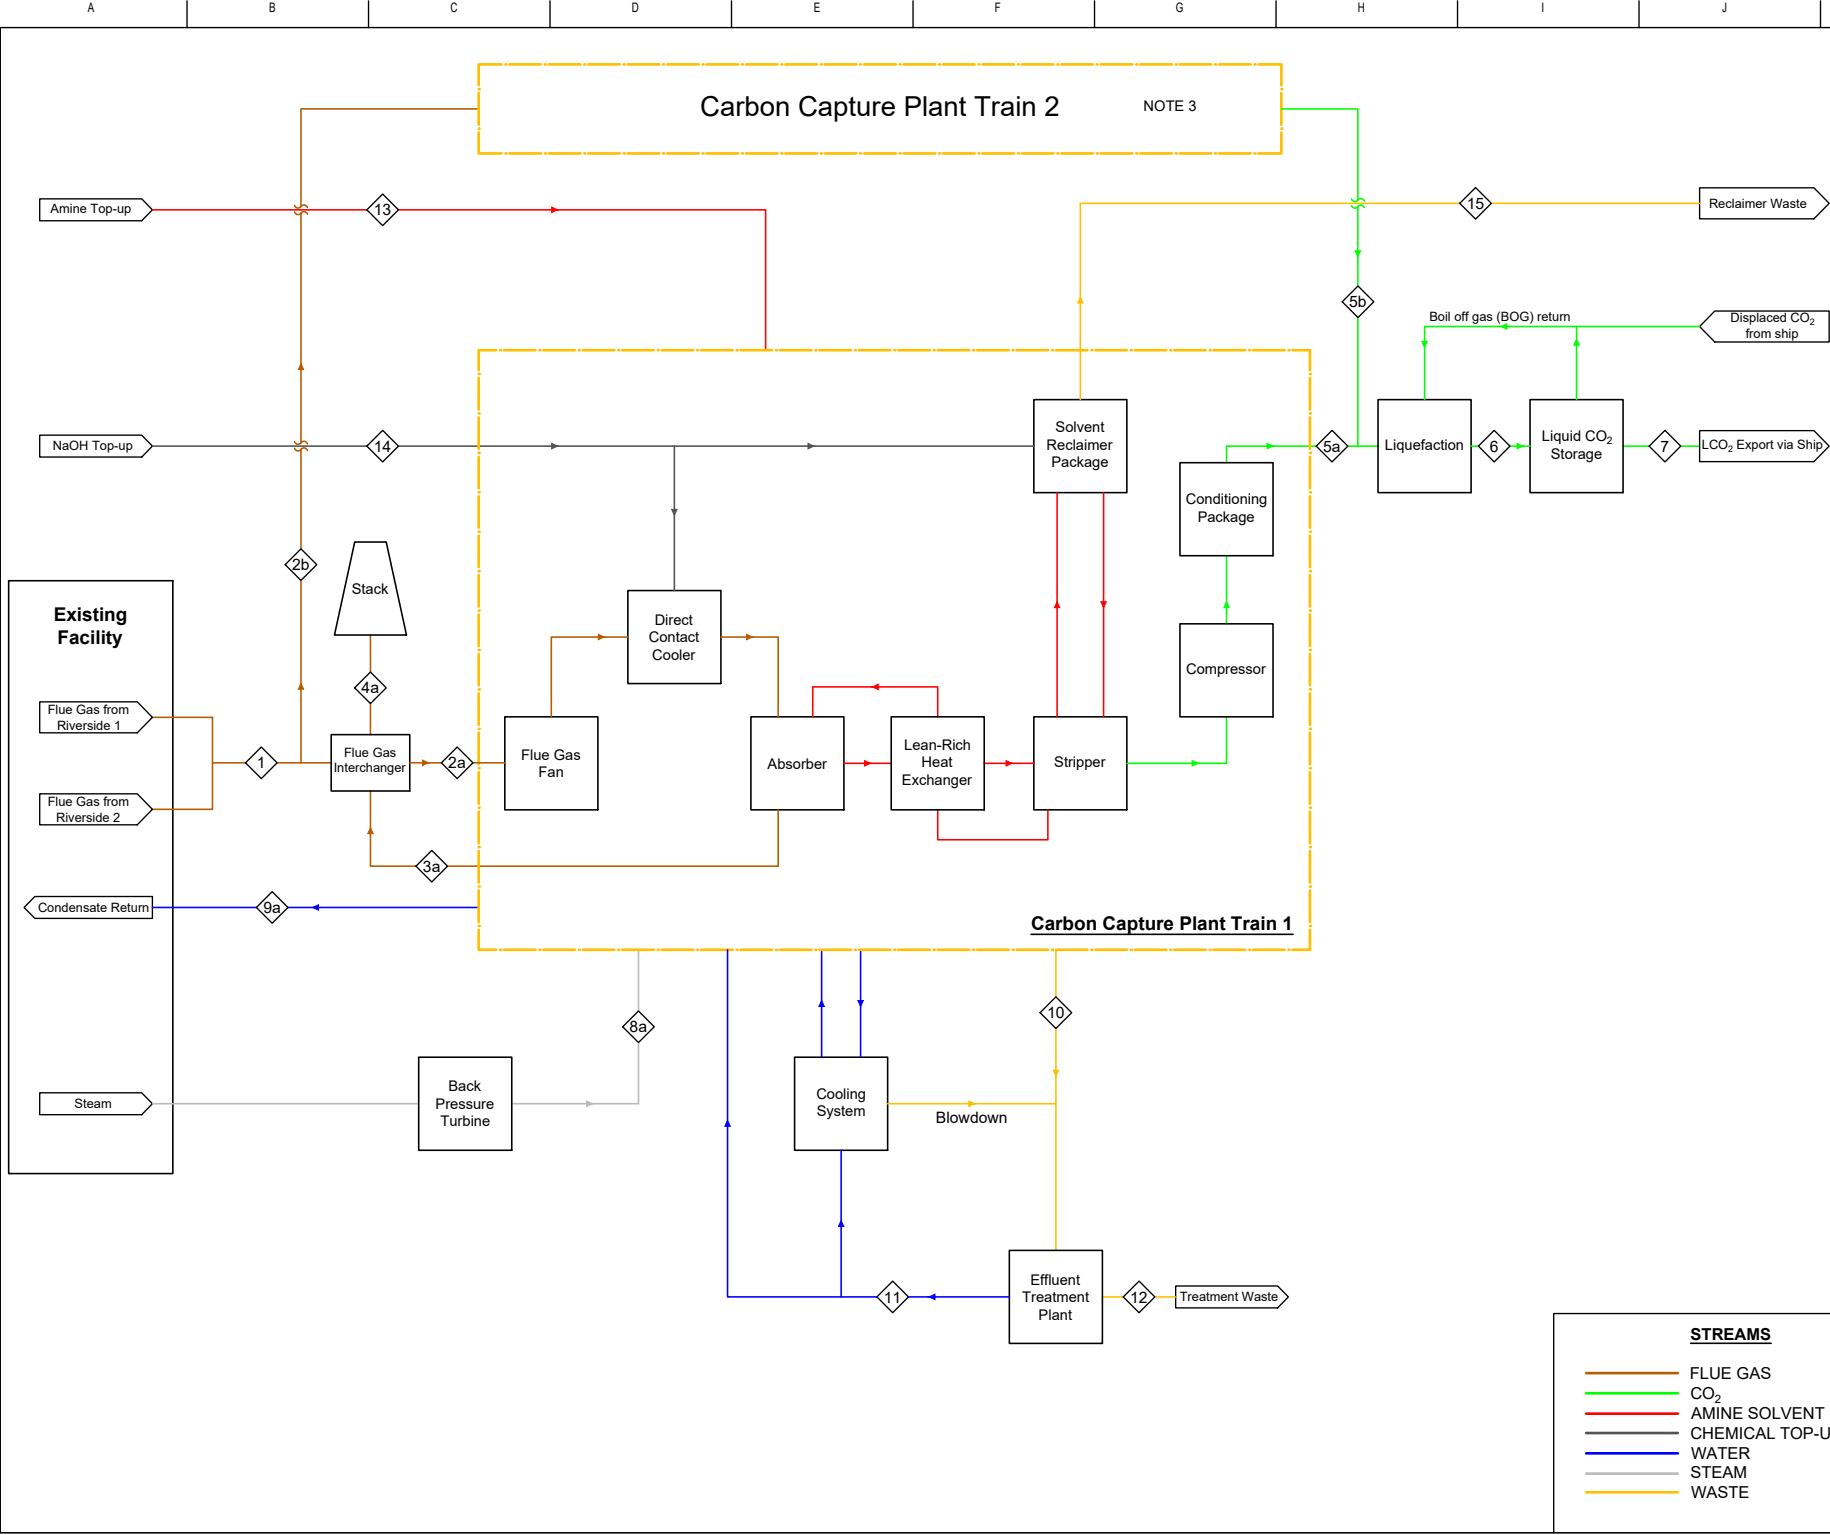 A B C D E F G H I J
Carbon Capture Plant Train 2 NOTE 3
Amine Top-up
13
15
Reclaimer Waste
5b
Boil off gas (BOG) return
Displaced CO2
from ship
NaOH Top-up
14
Solvent
Reclaimer
Package
5a
Liquefaction
6
Liquid CO2
Storage
7
LCO2 Export via Ship
Conditioning
Package
2b
Stack
Existing
Facility
Direct
Contact
Cooler
Compressor
4a
Flue Gas from
Riverside 1
1
Flue Gas
Interchanger
2a
Flue Gas
Fan
Absorber
Lean-Rich
Heat
Exchanger
Stripper
Flue Gas from
Riverside 2
3a
Condensate Return
9a
Carbon Capture Plant Train 1
8a
10
Steam
Back
Pressure
Turbine
Cooling
System
Blowdown
11
Effluent
Treatment
Plant
12
Treatment Waste
STREAMS
FLUE GAS
CO2
AMINE SOLVENT
CHEMICAL TOP-U
WATER
STEAM
WASTE